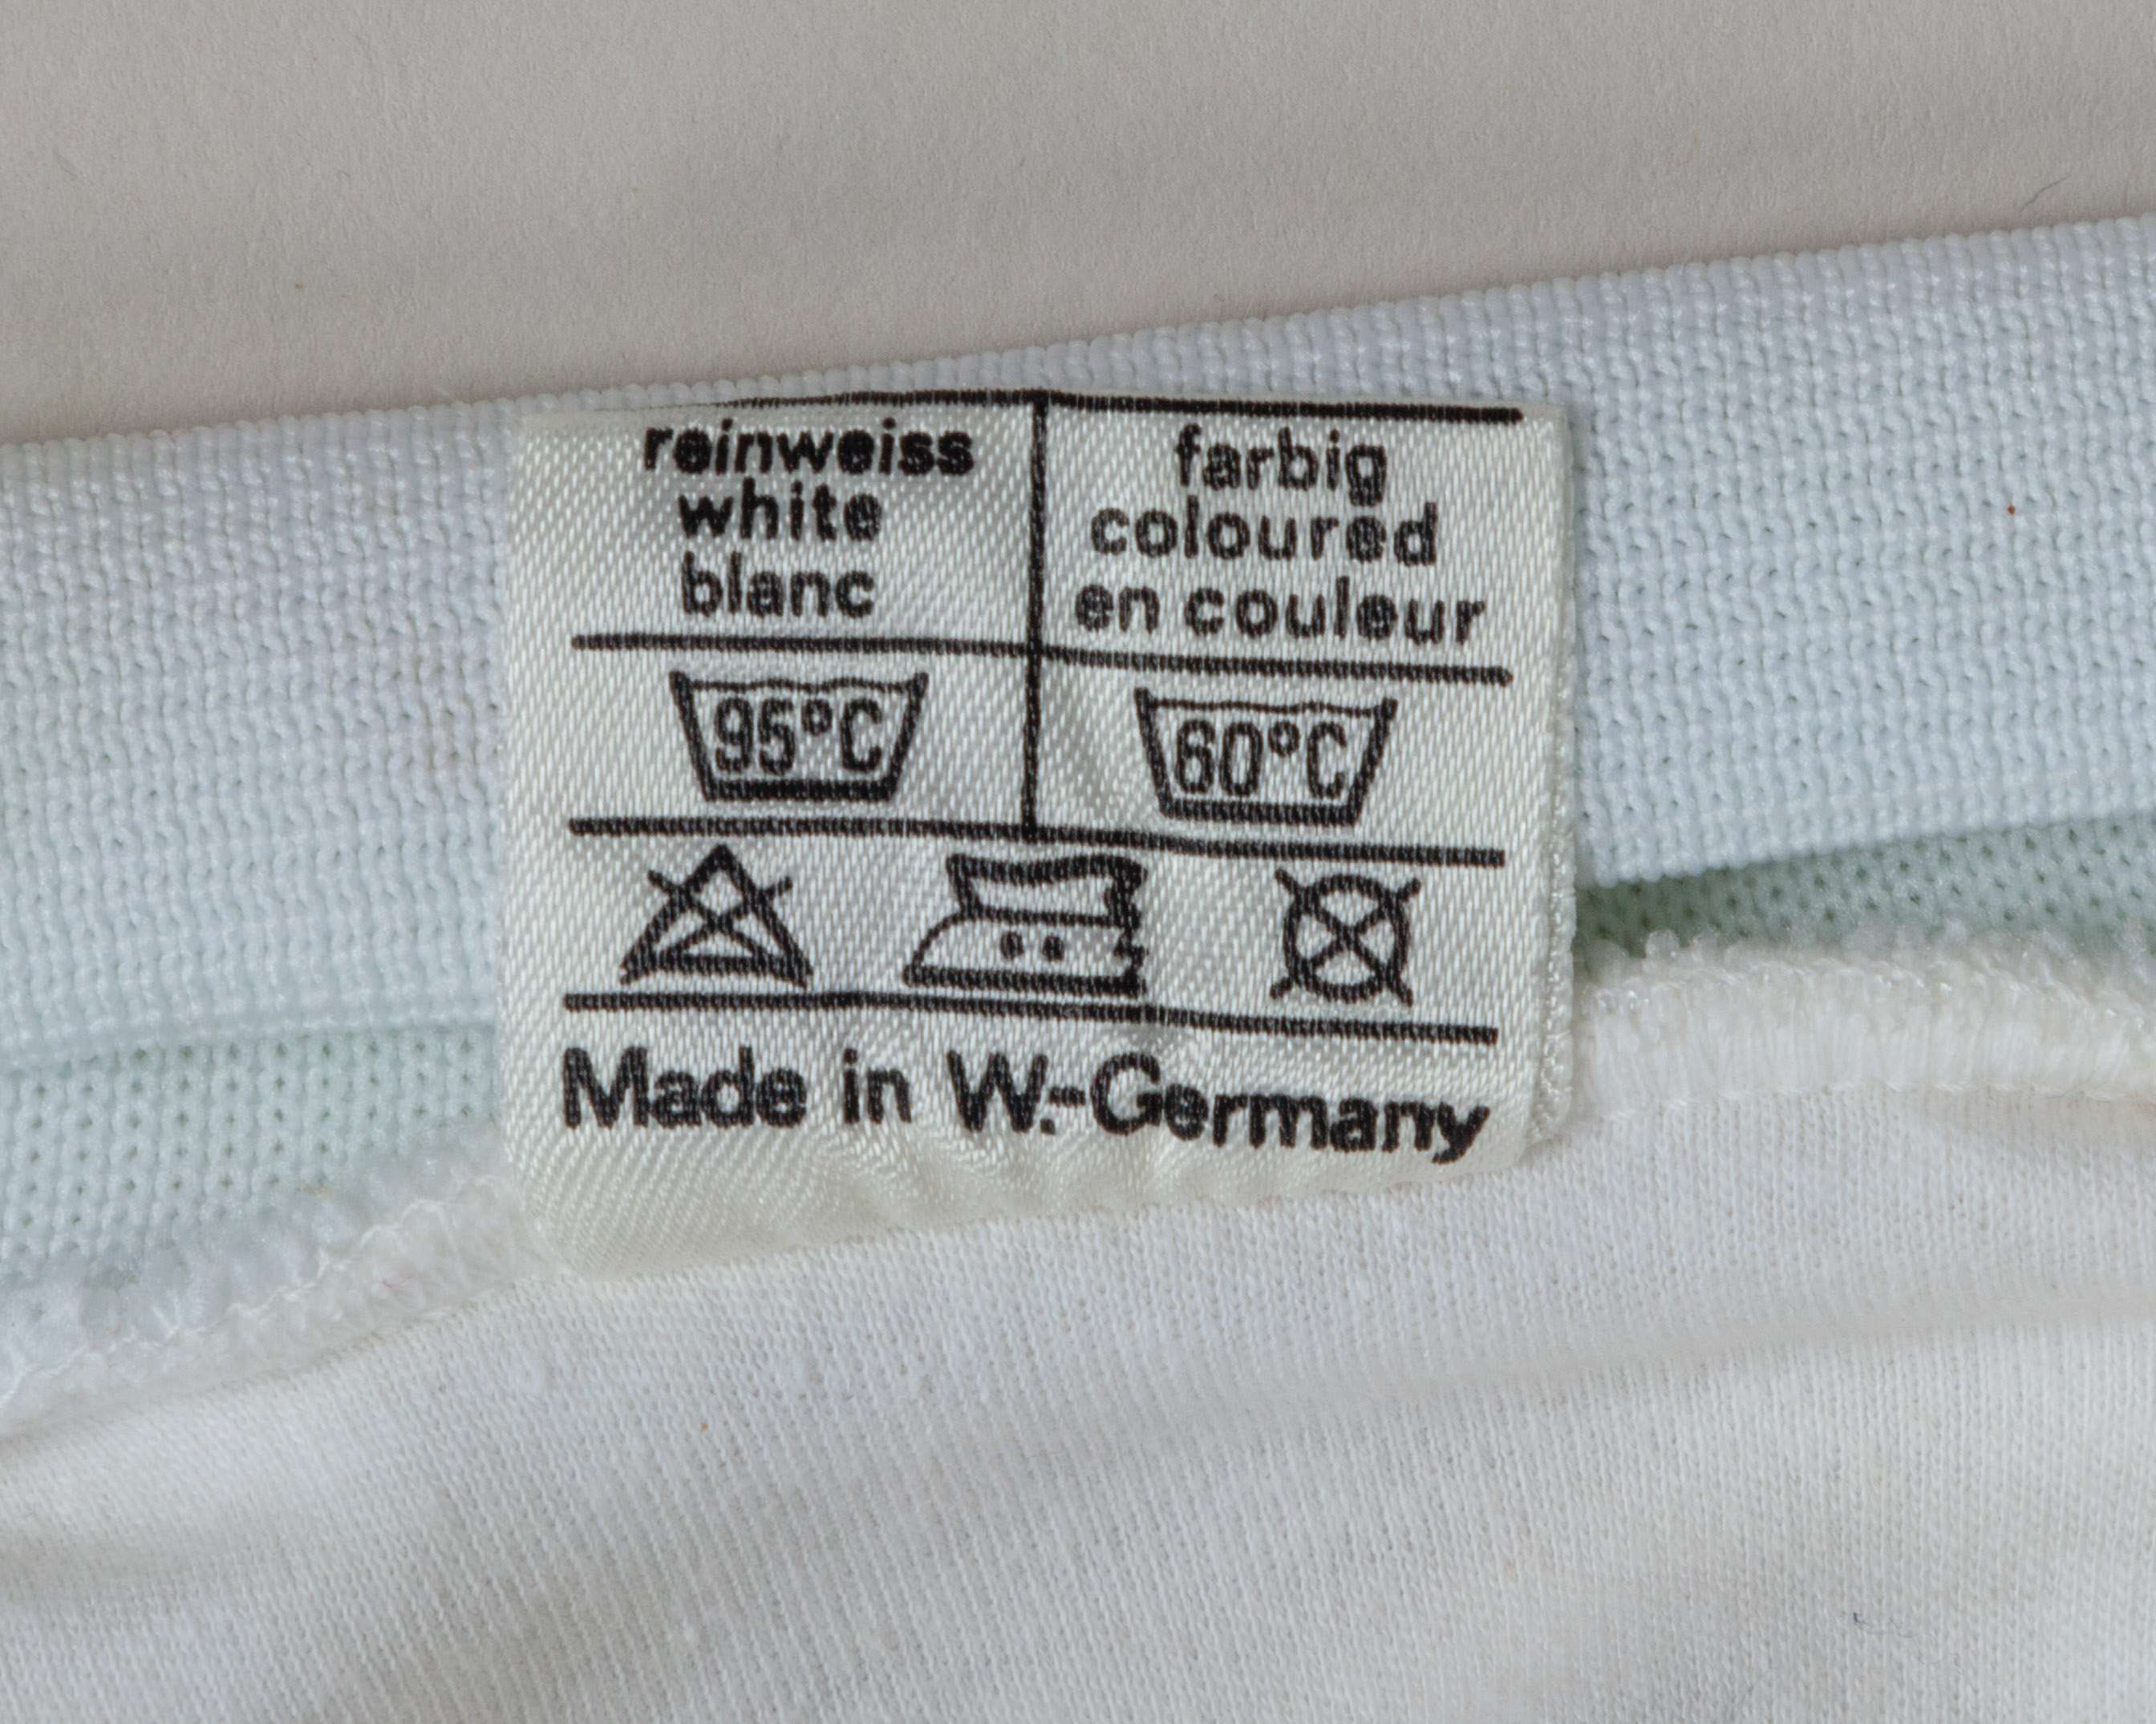 reinweiss
white
blanc
farbig
coloured
en couleur
95°C
60°C
Made in W.-Germany